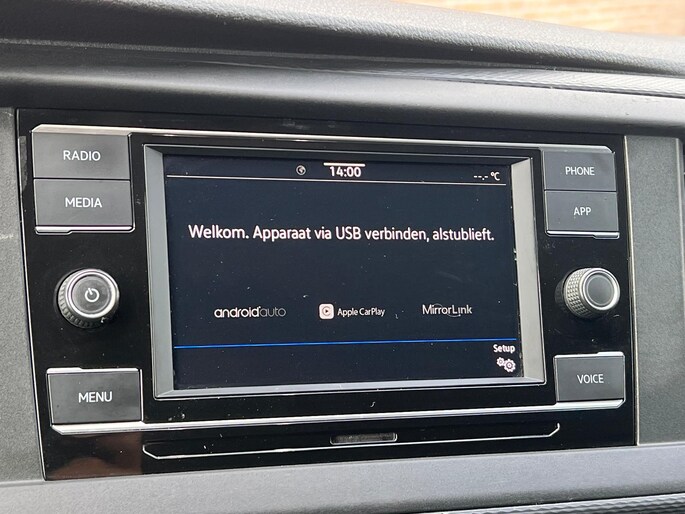 RADIO
MEDIA
MENU
14:00
--.- °C
Welkom. Apparaat via USB verbinden, alstublieft.
androidauto
Apple CarPlay
MirrorLink
Setup
PHONE
APP
VOICE